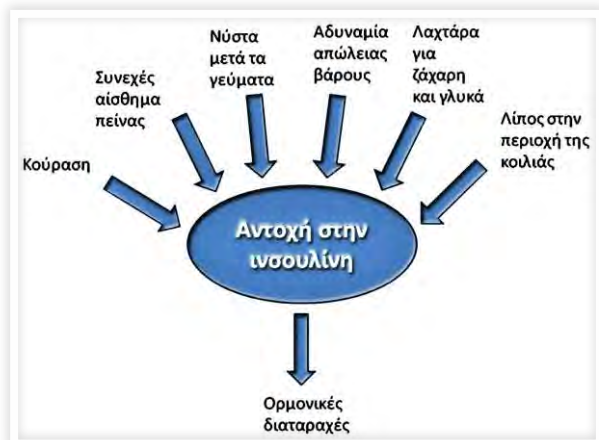 Κούραση
Συνεχές
αίσθημα
πείνας
Νύστα
μετά τα
γεύματα
Αδυναμία
απώλειας
βάρους
Λαχτάρα
για
ζάχαρη
και γλυκά
Λίπος στην
περιοχή της
κοιλιάς
Αντοχή στην
ινσουλίνη
Ορμονικές
διαταραχές